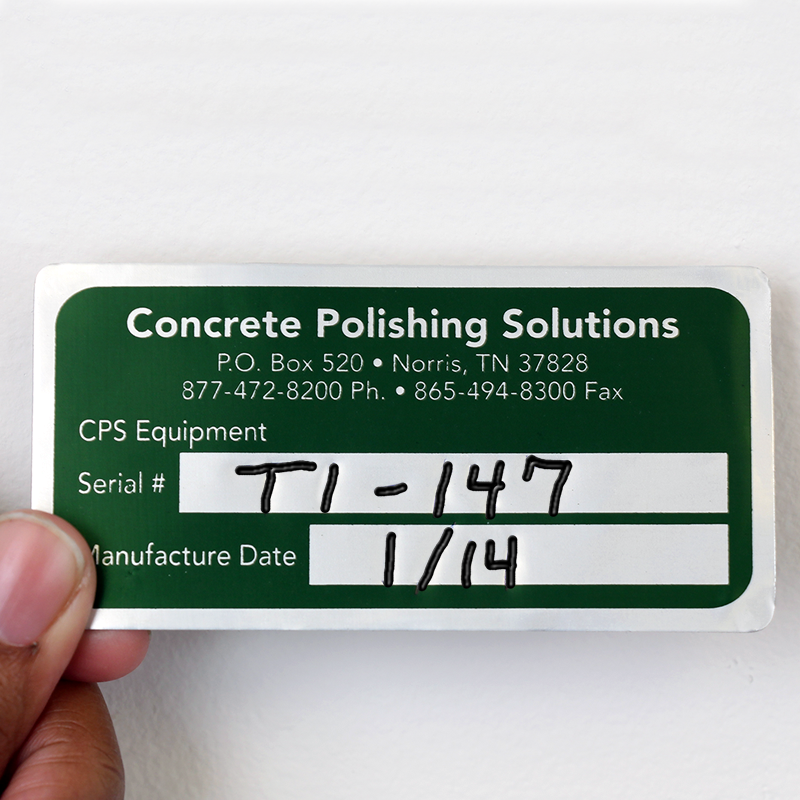 Concrete Polishing Solutions
P.O. Box 520 • Norris, TN 37828
877-472-8200 Ph. • 865-494-8300 Fax
CPS Equipment
Serial # T1-147
Manufacture Date 1/14